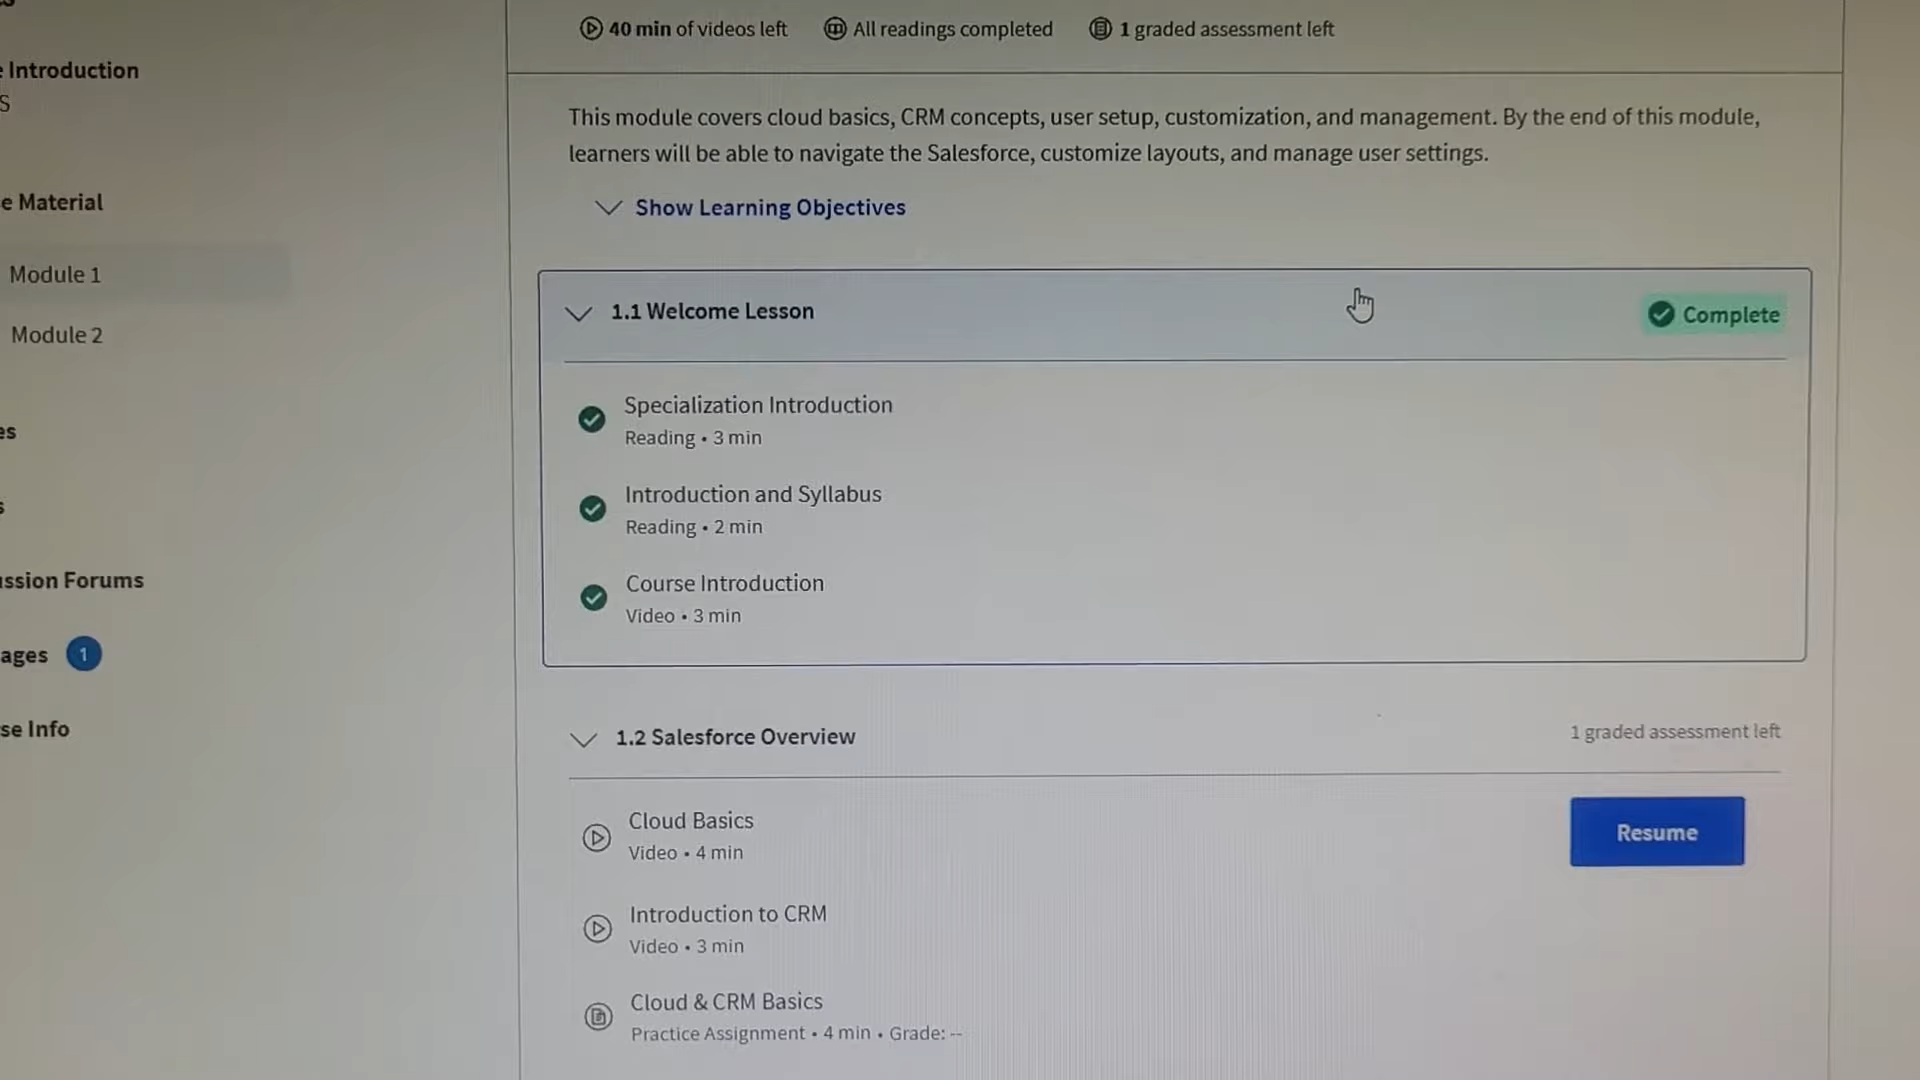 Introduction
S
e Material
Module 1
Module 2
es
s
ssion Forums
ages 1
se Info
40 min of videos left All readings completed 1 graded assessment left
This module covers cloud basics, CRM concepts, user setup, customization, and management. By the end of this module,
learners will be able to navigate the Salesforce, customize layouts, and manage user settings.
Show Learning Objectives
1.1 Welcome Lesson Complete
Specialization Introduction
Reading • 3 min
Introduction and Syllabus
Reading • 2 min
Course Introduction
Video • 3 min
1.2 Salesforce Overview 1 graded assessment left
Cloud Basics
Video • 4 min
Resume
Introduction to CRM
Video • 3 min
Cloud & CRM Basics
Practice Assignment • 4 min • Grade: --